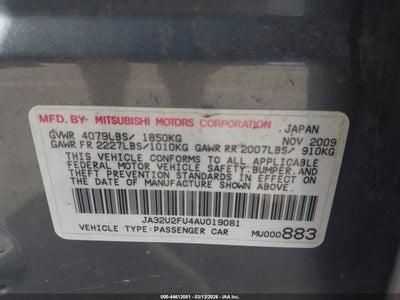 MFD. BY MITSUBISHI MOTORS CORPORATION, JAPAN
GVWR 4079LBS/ 1850KG NOV 2009
GAWR FR 2227LBS/1010KG GAWR RR 2007LBS/ 910KG
THIS VEHICLE CONFORMS TO ALL APPLICABLE
FEDERAL MOTOR VEHICLE SAFETY, BUMPER, AND
THEFT PREVENTION STANDARDS IN EFFECT ON THE
DATE OF MANUFACTURE SHOWN ABOVE.
JA32U2FU4AU019081
VEHICLE TYPE:PASSENGER CAR MU000883
000-44612081 - 03/13/2026 - IAA